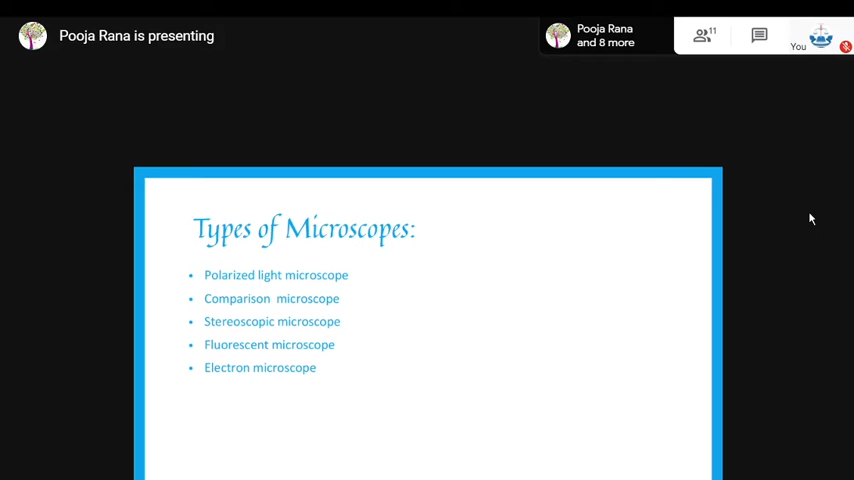 Pooja Rana is presenting
Pooja Rana
and 8 more
11
You
Types of Microscopes:
• Polarized light microscope
• Comparison microscope
• Stereoscopic microscope
• Fluorescent microscope
• Electron microscope